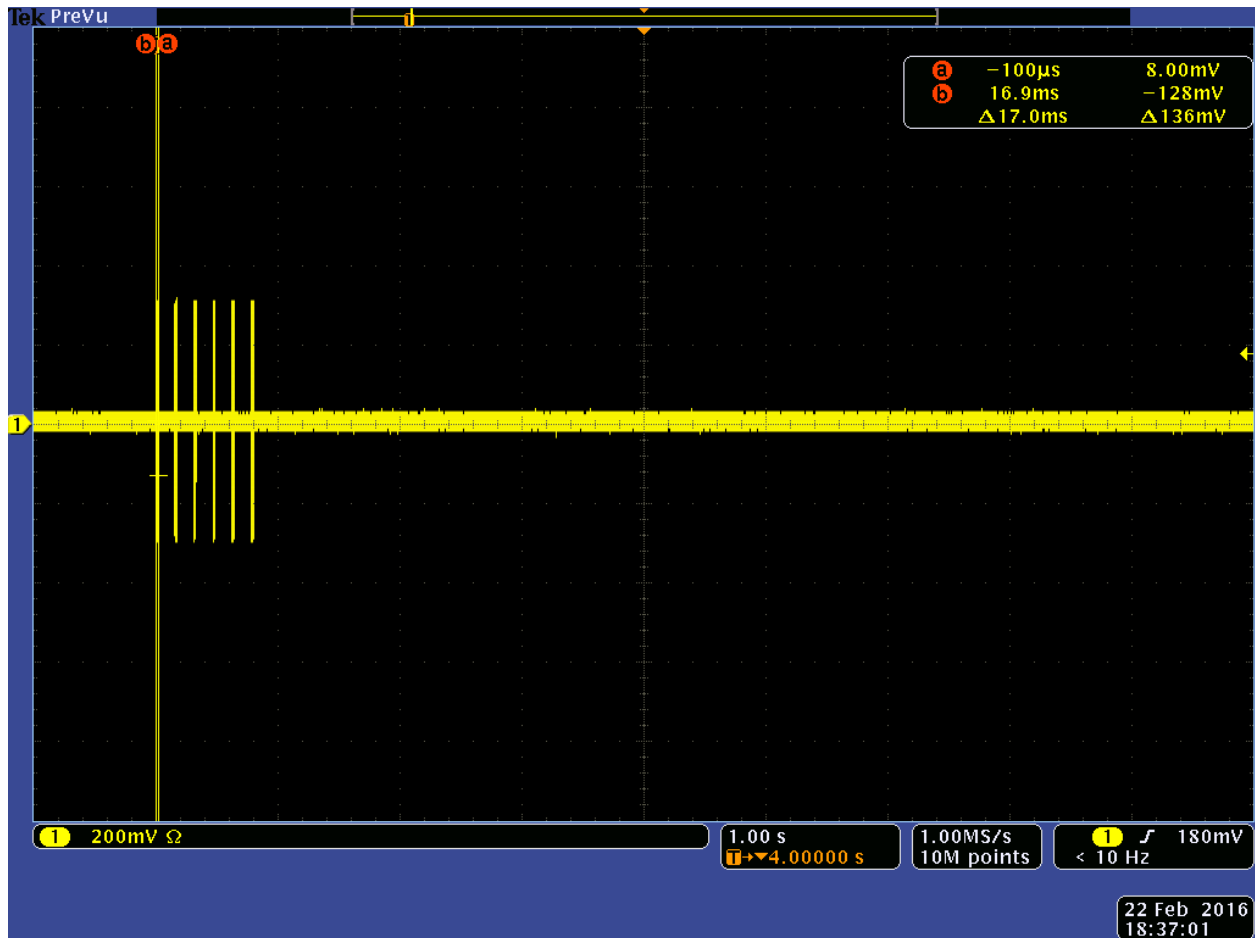 Tek PreVu
T
b a
a −100µs 8.00mV
b 16.9ms −128mV
Δ17.0ms Δ136mV
1
1 200mV Ω
1.00 s
T→▼4.00000 s
1.00MS/s
10M points
1 180mV
< 10 Hz
22 Feb 2016
18:37:01